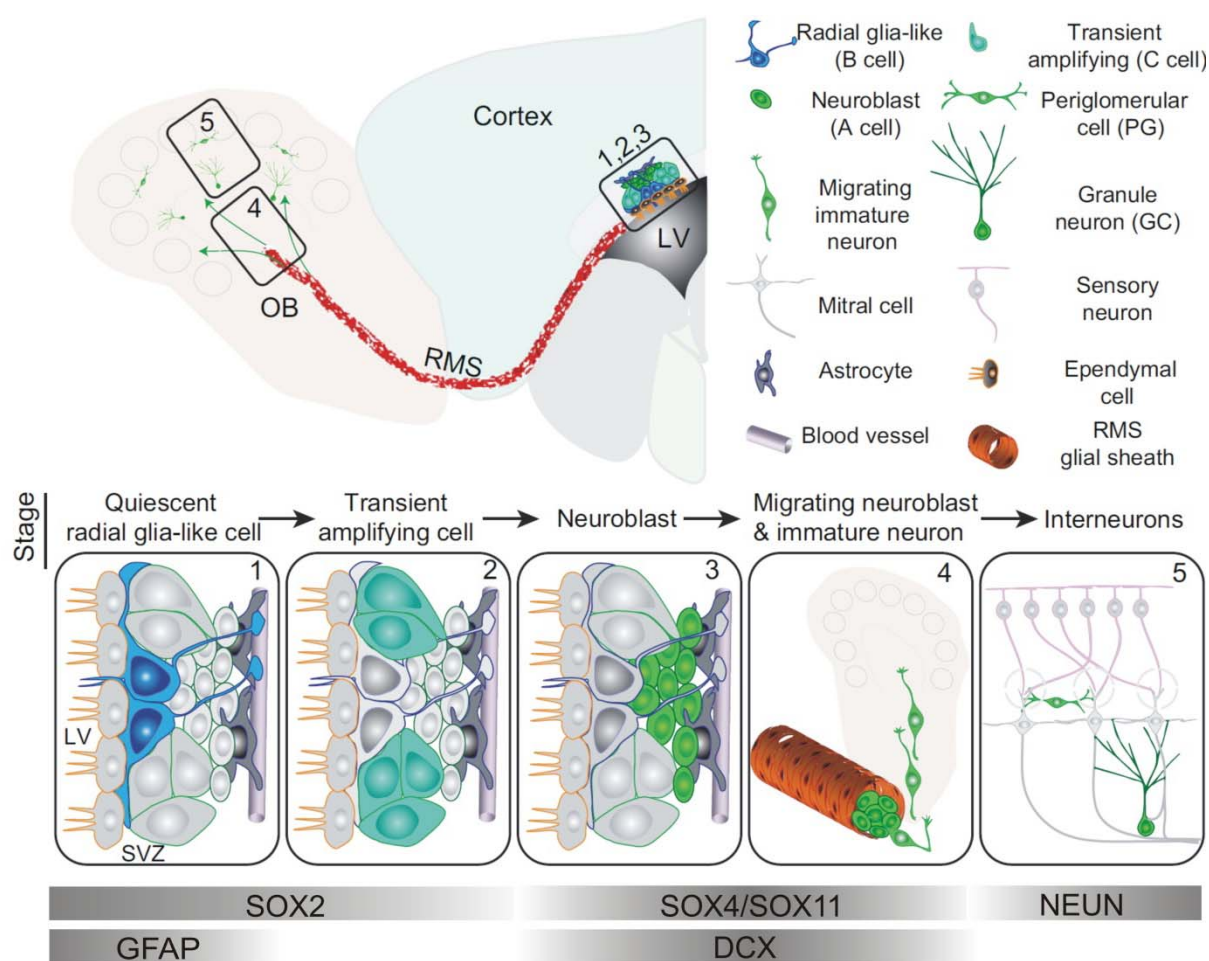 Cortex
5
4
1,2,3
LV
OB
RMS
Radial glia-like
(B cell)
Transient
amplifying (C cell)
Neuroblast
(A cell)
Periglomerular
cell (PG)
Migrating
immature
neuron
Granule
neuron (GC)
Mitral cell
Sensory
neuron
Astrocyte
Ependymal
cell
Blood vessel
RMS
glial sheath
Stage
Quiescent
radial glia-like cell
Transient
amplifying cell
Neuroblast
Migrating neuroblast
& immature neuron
Interneurons
1
LV
SVZ
2
3
4
5
SOX2
SOX4/SOX11
NEUN
GFAP
DCX